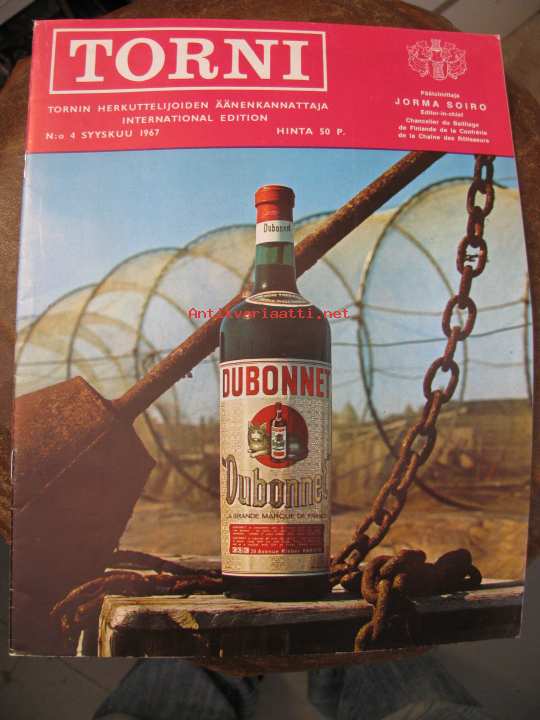 TORNI
TORNIN HERKUTTELIJOIDEN ÄÄNENKANNATTAJA
INTERNATIONAL EDITION
N:o 4 SYYSKUU 1967 HINTA 50 P.
Päätoimittaja
JORMA SOIRO
Editor-in-chief
Chancelier du Bailliage
de Finlande de la Confrérie
de la Chaîne des Rôtisseurs
Dubonnet
Antikvariaatti.net
DUBONNET
"Dubonnet"
LA GRANDE MARQUE DE FRANCE